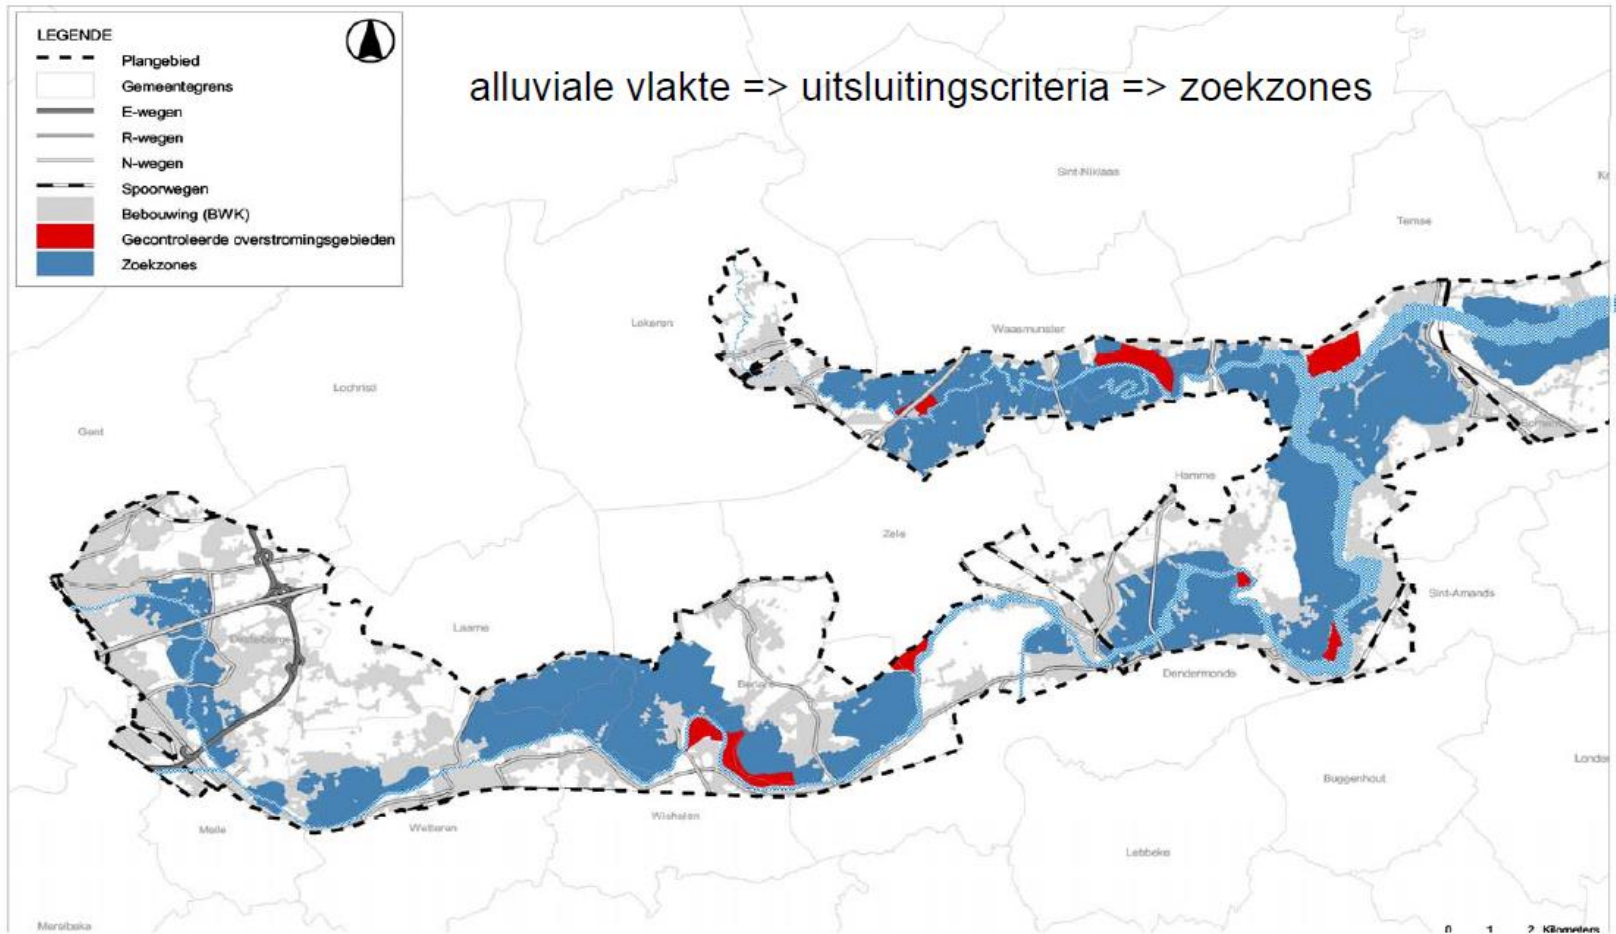 LEGENDE
Plangebied
Gemeentegrens
E-wegen
R-wegen
N-wegen
Spoorwegen
Bebouwing (BWK)
Gecontroleerde overstromingsgebieden
Zoekzones
alluviale vlakte => uitsluitingscriteria => zoekzones
Sint-Niklaas
Temse
Lokeren
Waasmunster
Lochristi
Gent
Hamme
Zele
Sint-Amands
Laarne
Dendermonde
Buggenhout
Wichelen
Melle
Wetteren
Lebbeke
Merelbeke
0 1 2 Kilometers